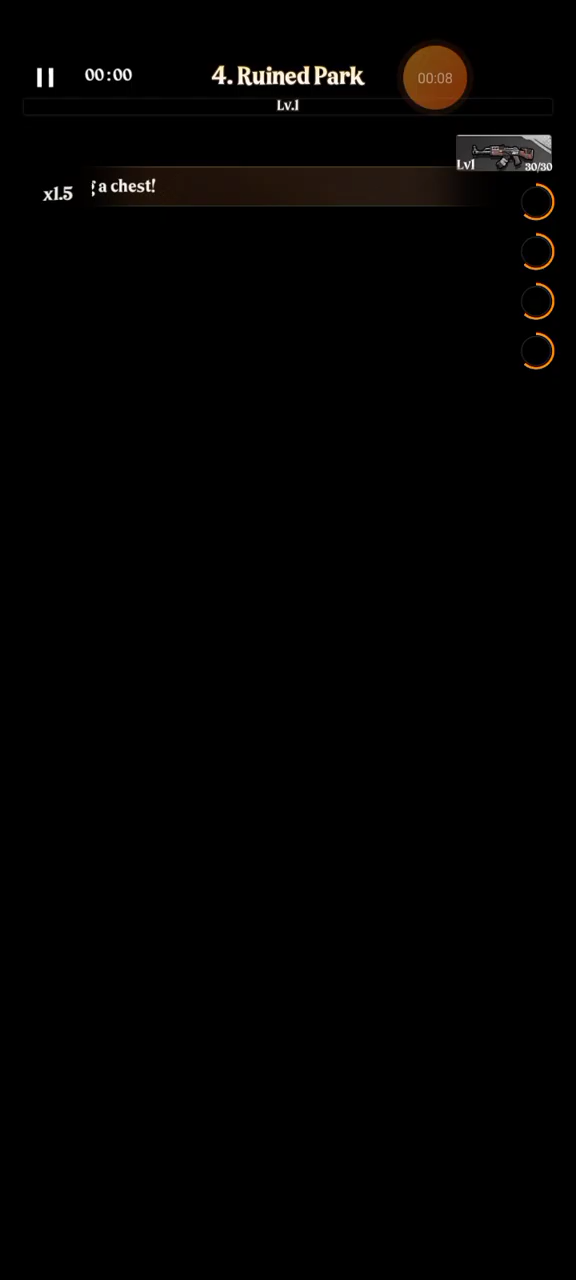 00:00
4. Ruined Park
00:08
Lv.1
Lv1
30/30
x1.5
a chest!